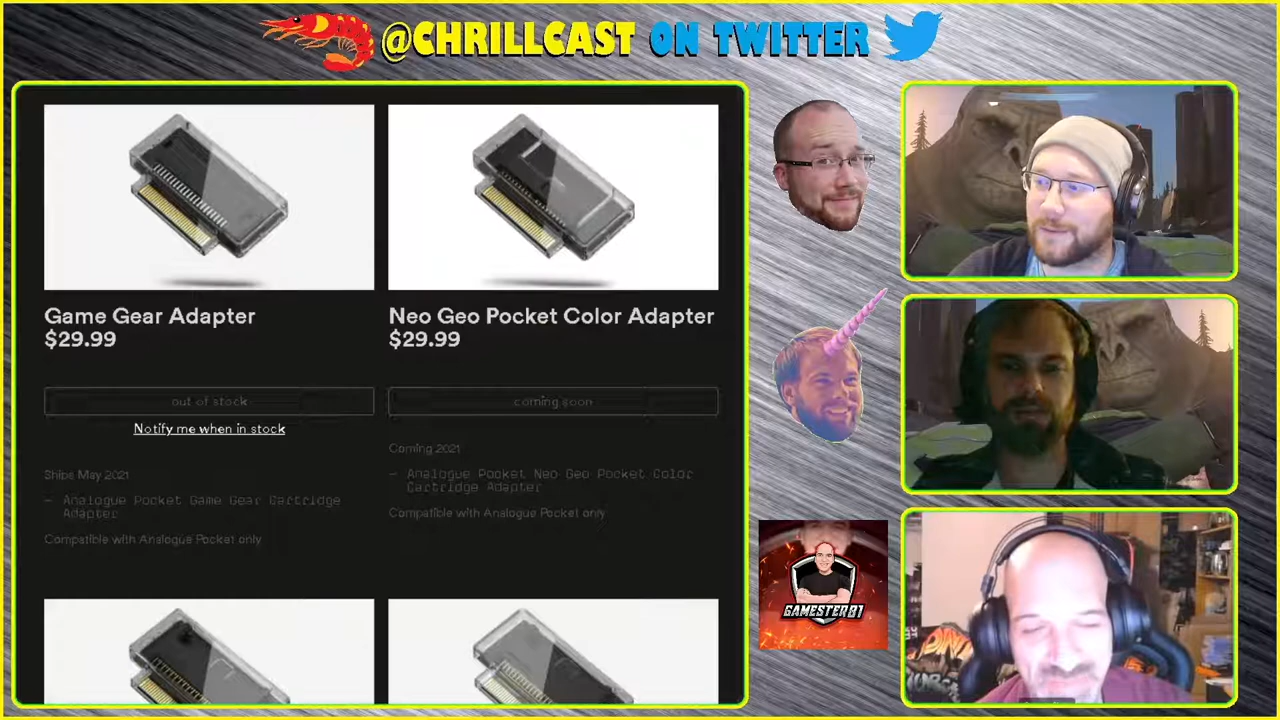 @CHRILLCAST ON TWITTER
Game Gear Adapter
$29.99
out of stock
Notify me when in stock
Ships May 2021
- Analogue Pocket Game Gear Cartridge
Adapter
Compatible with Analogue Pocket only
Neo Geo Pocket Color Adapter
$29.99
coming soon
Coming 2021
- Analogue Pocket Neo Geo Pocket Color
Cartridge Adapter
Compatible with Analogue Pocket only
GAMESTER81